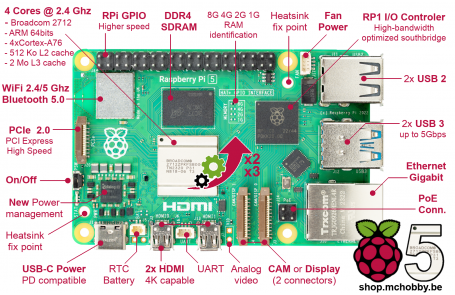 4 Cores @ 2.4 Ghz
- Broadcom 2712
- ARM 64bits
- 4xCortex-A76
- 512 Ko L2 cache
- 2 Mo L3 cache
RPi GPIO
Higher speed
DDR4
SDRAM
8G 4G 2G 1G
RAM
identification
Heatsink
fix point
Fan
Power
RP1 I/O Controler
High-bandwidth
optimized southbridge
WiFi 2.4/5 Ghz
Bluetooth 5.0
Raspberry Pi 5
2x USB 2
PCIe 2.0
PCI Express
High Speed
2x USB 3
up to 5Gbps
x2
x3
On/Off
Ethernet
Gigabit
New Power
management
HDMI
Trxcom
PoE
Conn.
Heatsink
fix point
USB-C Power
PD compatible
RTC
Battery
2x HDMI
4K capable
UART
Analog
video
CAM or Display
(2 connectors)
5
shop.mchobby.be